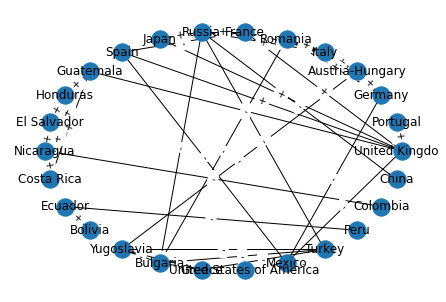 Russia
France
Japan
Romania
Spain
Italy
Guatemala
Austria-Hungary
Honduras
Germany
El Salvador
Portugal
Nicaragua
United Kingdo
Costa Rica
China
Ecuador
Colombia
Bolivia
Peru
Yugoslavia
Turkey
Bulgaria
Mexico
Greece
United States of America